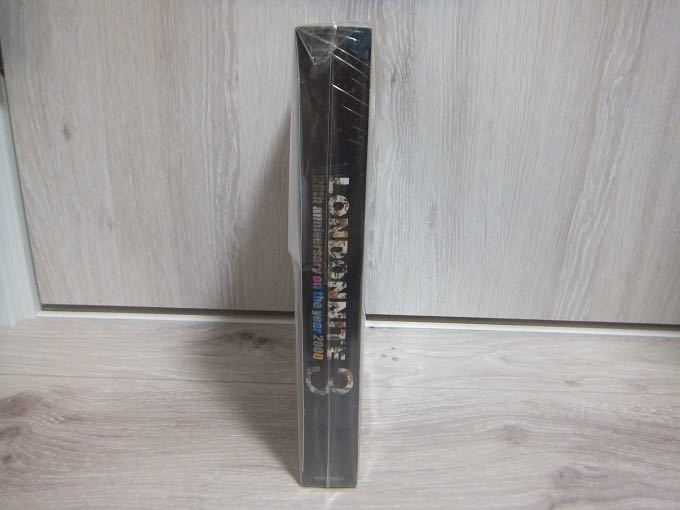 LONDONNITE 3
20th anniversary on the year 2000